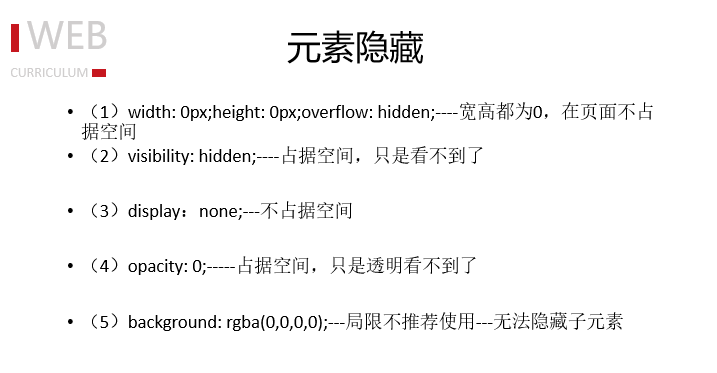 WEB
CURRICULUM
元素隐藏
• （1）width: 0px;height: 0px;overflow: hidden;----宽高都为0，在页面不占
据空间
• （2）visibility: hidden;----占据空间，只是看不到了
• （3）display：none;---不占据空间
• （4）opacity: 0;-----占据空间，只是透明看不到了
• （5）background: rgba(0,0,0,0);---局限不推荐使用---无法隐藏子元素